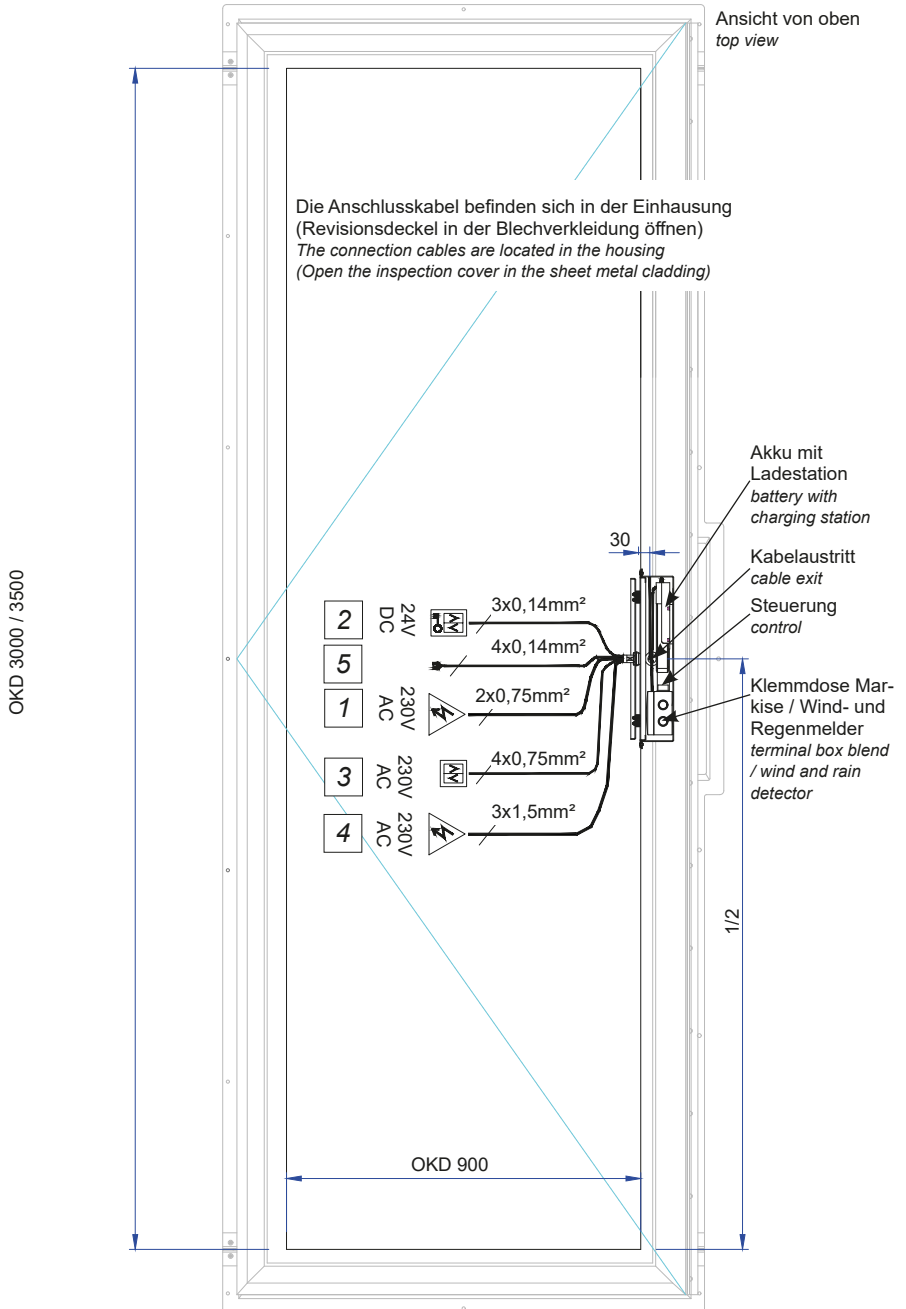 Ansicht von oben
top view
Die Anschlusskabel befinden sich in der Einhausung
(Revisionsdeckel in der Blechverkleidung öffnen)
The connection cables are located in the housing
(Open the inspection cover in the sheet metal cladding)
Akku mit
Ladestation
battery with
charging station
30
Kabelaustritt
cable exit
Steuerung
control
Klemmdose Mar-
kise / Wind- und
Regenmelder
terminal box blend
/ wind and rain
detector
OKD 3000 / 3500
2
24V
DC
3x0,14mm²
5
4x0,14mm²
1
230V
AC
2x0,75mm²
3
230V
AC
4x0,75mm²
4
230V
AC
3x1,5mm²
1/2
OKD 900